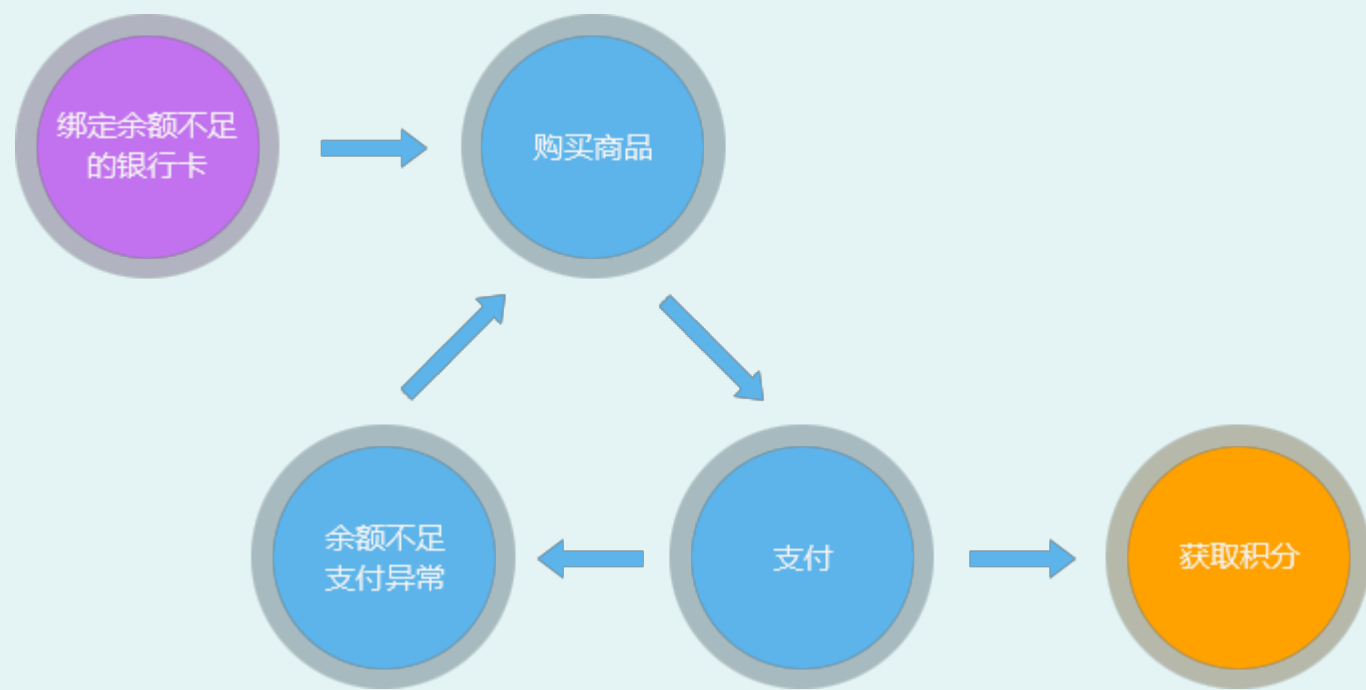 绑定余额不足
的银行卡
购买商品
余额不足
支付异常
支付
获取积分